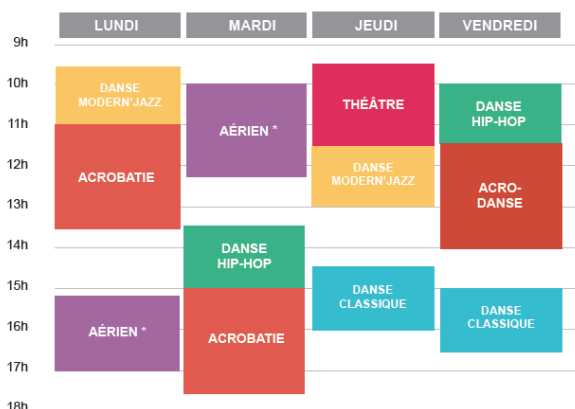 LUNDI MARDI JEUDI VENDREDI
9h
10h
11h
12h
13h
14h
15h
16h
17h
18h
DANSE
MODERN'JAZZ
ACROBATIE
AÉRIEN *
AÉRIEN *
DANSE
HIP-HOP
ACROBATIE
THÉÂTRE
DANSE
MODERN'JAZZ
DANSE
CLASSIQUE
DANSE
HIP-HOP
ACRO-
DANSE
DANSE
CLASSIQUE